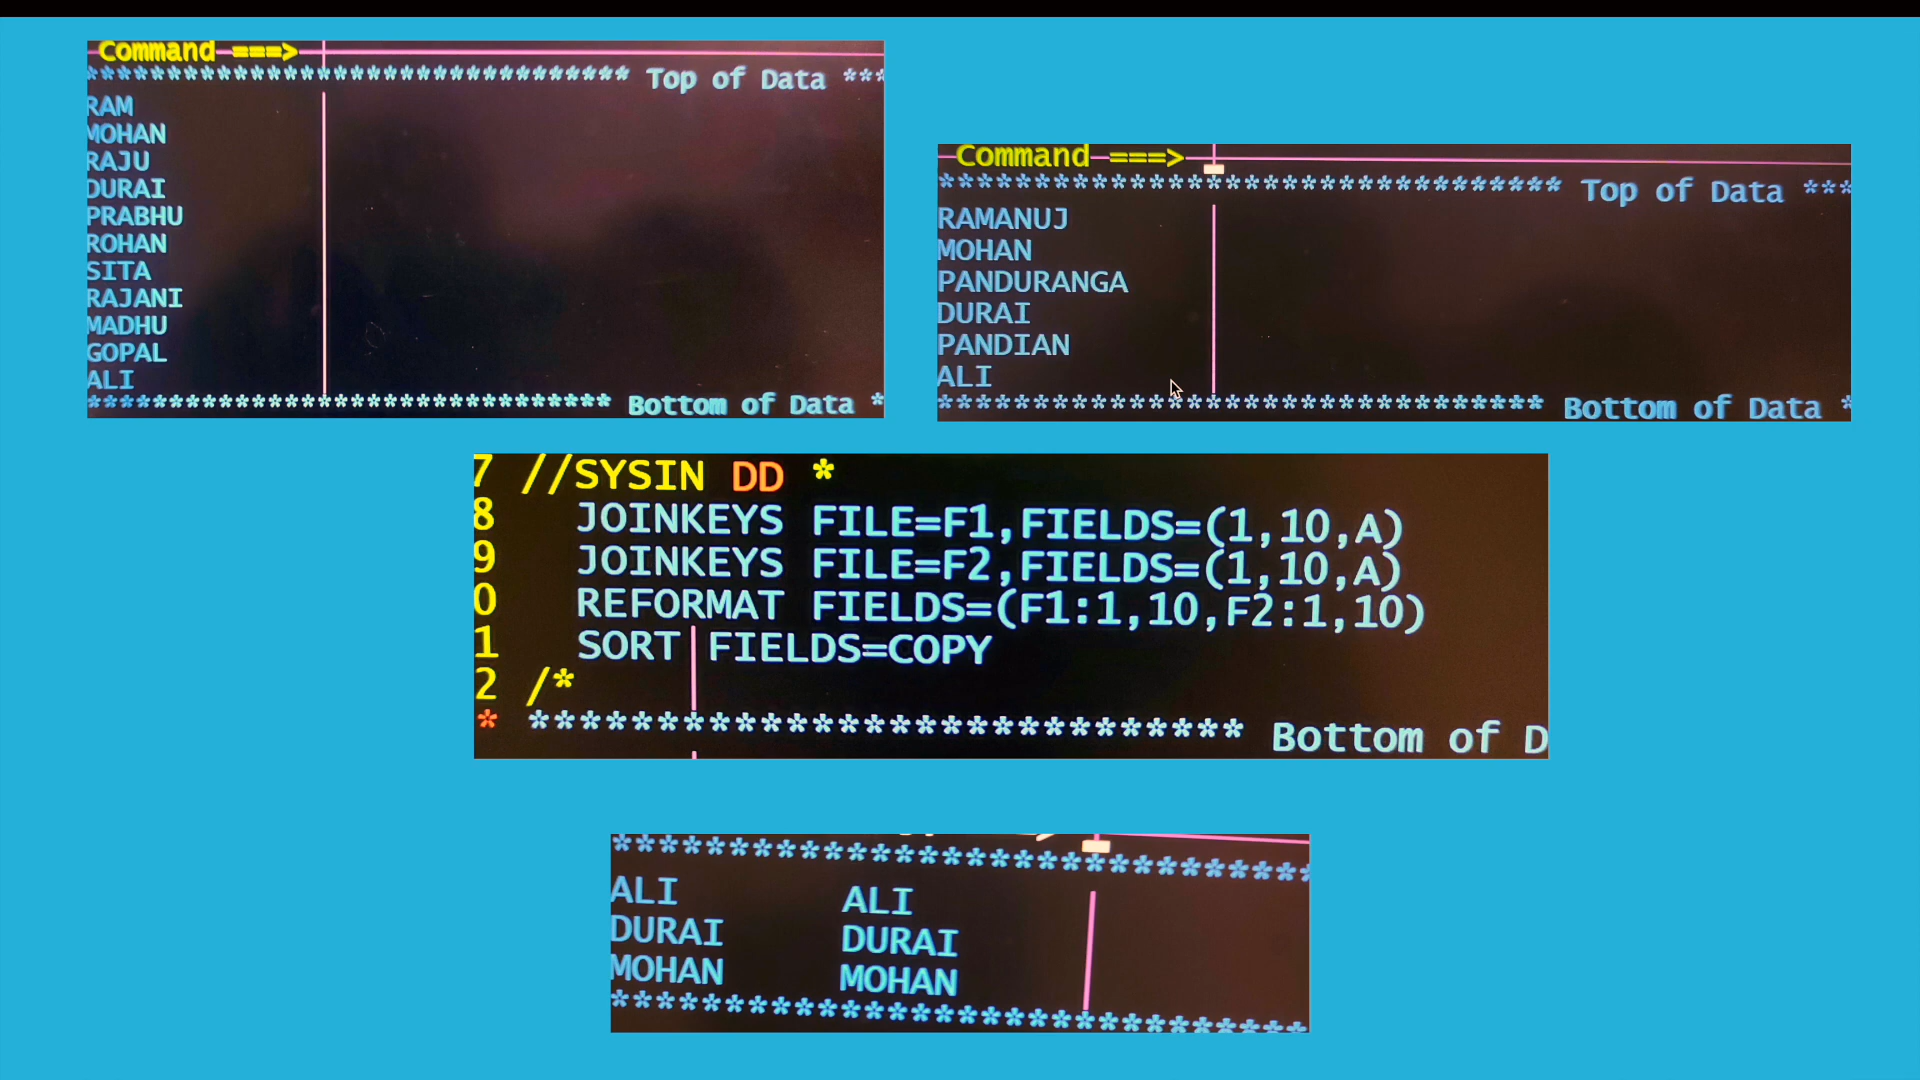 Command ===>
******************************** Top of Data ***
RAM
MOHAN
RAJU
DURAI
PRABHU
ROHAN
SITA
RAJANI
MADHU
GOPAL
ALI
******************************** Bottom of Data *
Command ===>
******************************** Top of Data ***
RAMANUJ
MOHAN
PANDURANGA
DURAI
PANDIAN
ALI
******************************** Bottom of Data *
7 //SYSIN DD *
8 JOINKEYS FILE=F1,FIELDS=(1,10,A)
9 JOINKEYS FILE=F2,FIELDS=(1,10,A)
0 REFORMAT FIELDS=(F1:1,10,F2:1,10)
1 SORT FIELDS=COPY
2 /*
* **************************** Bottom of D
******************************
ALI ALI
DURAI DURAI
MOHAN MOHAN
******************************